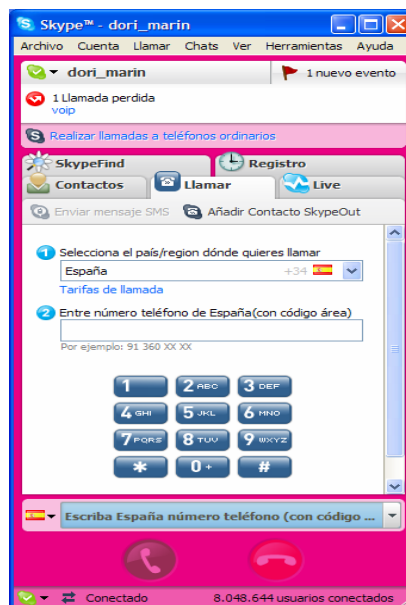 Skype™ - dori_marin
Archivo Cuenta Llamar Chats Ver Herramientas Ayuda
dori_marin
1 nuevo evento
1 Llamada perdida
voip
Realizar llamadas a teléfonos ordinarios
SkypeFind
Registro
Contactos
Llamar
Live
Enviar mensaje SMS
Añadir Contacto SkypeOut
1 Selecciona el país/region dónde quieres llamar
España +34
Tarifas de llamada
2 Entre número teléfono de España(con código área)
Por ejemplo: 91 360 XX XX
1 2 ABC 3 DEF
4 GHI 5 JKL 6 MNO
7 PQRS 8 TUV 9 WXYZ
* 0 + #
Escriba España número teléfono (con código ...
Conectado
8.048.644 usuarios conectados